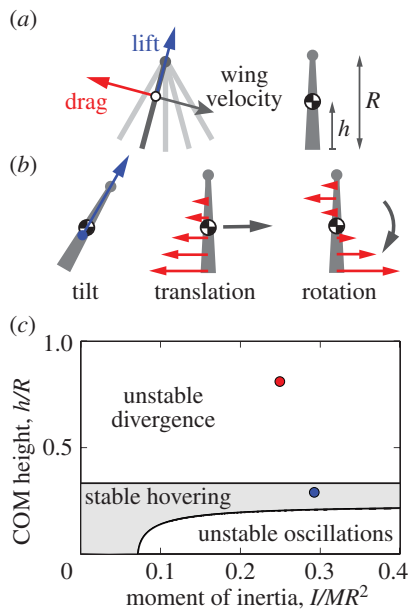 (a)
lift
drag
wing
velocity
R
h
(b)
tilt
translation
rotation
(c)
1.0
unstable
divergence
0.5
stable hovering
unstable oscillations
0
0.1
0.2
0.3
0.4
COM height, h/R
moment of inertia, I/MR²